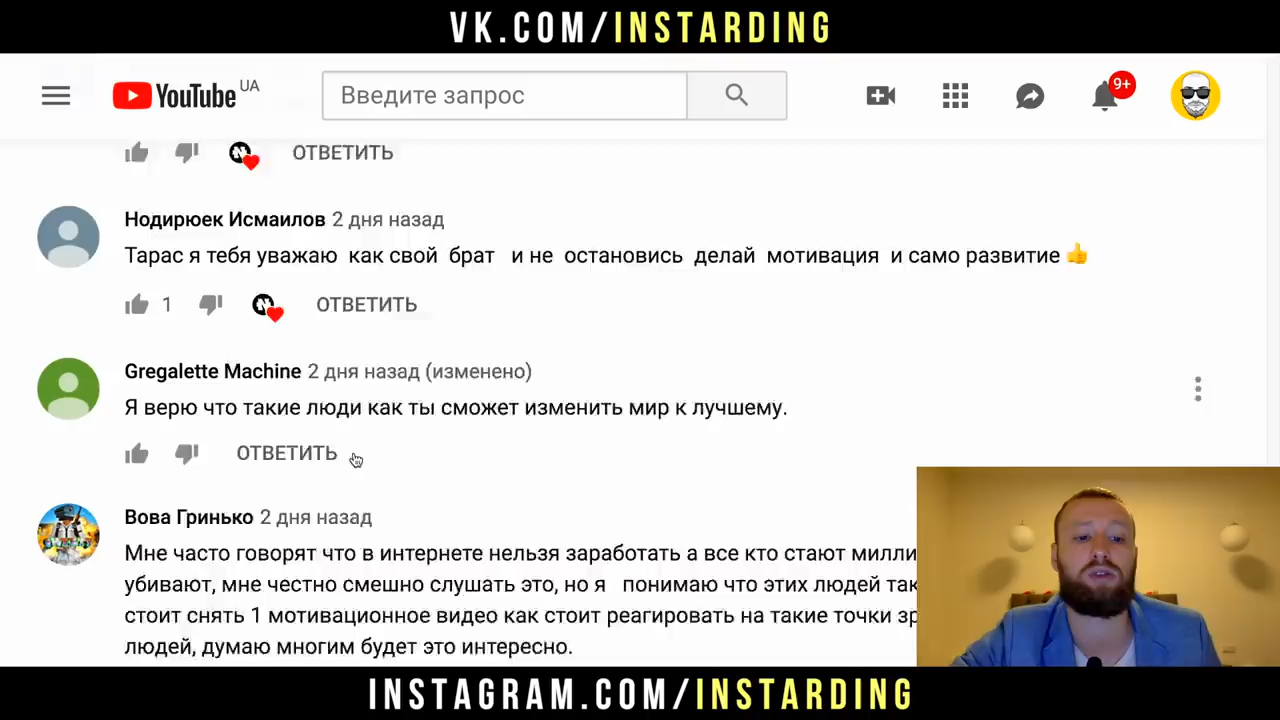 VK.COM/INSTARDING
YouTube UA
Введите запрос
9+
ОТВЕТИТЬ
Нодирюек Исмаилов 2 дня назад
Тарас я тебя уважаю как свой брат и не остановись делай мотивация и само развитие 👍
1 ОТВЕТИТЬ
Gregalette Machine 2 дня назад (изменено)
Я верю что такие люди как ты сможет изменить мир к лучшему.
ОТВЕТИТЬ
Вова Гринько 2 дня назад
Мне часто говорят что в интернете нельзя заработать а все кто стают милли
убивают, мне честно смешно слушать это, но я понимаю что этих людей так
стоит снять 1 мотивационное видео как стоит реагировать на такие точки зр
людей, думаю многим будет это интересно.
INSTAGRAM.COM/INSTARDING